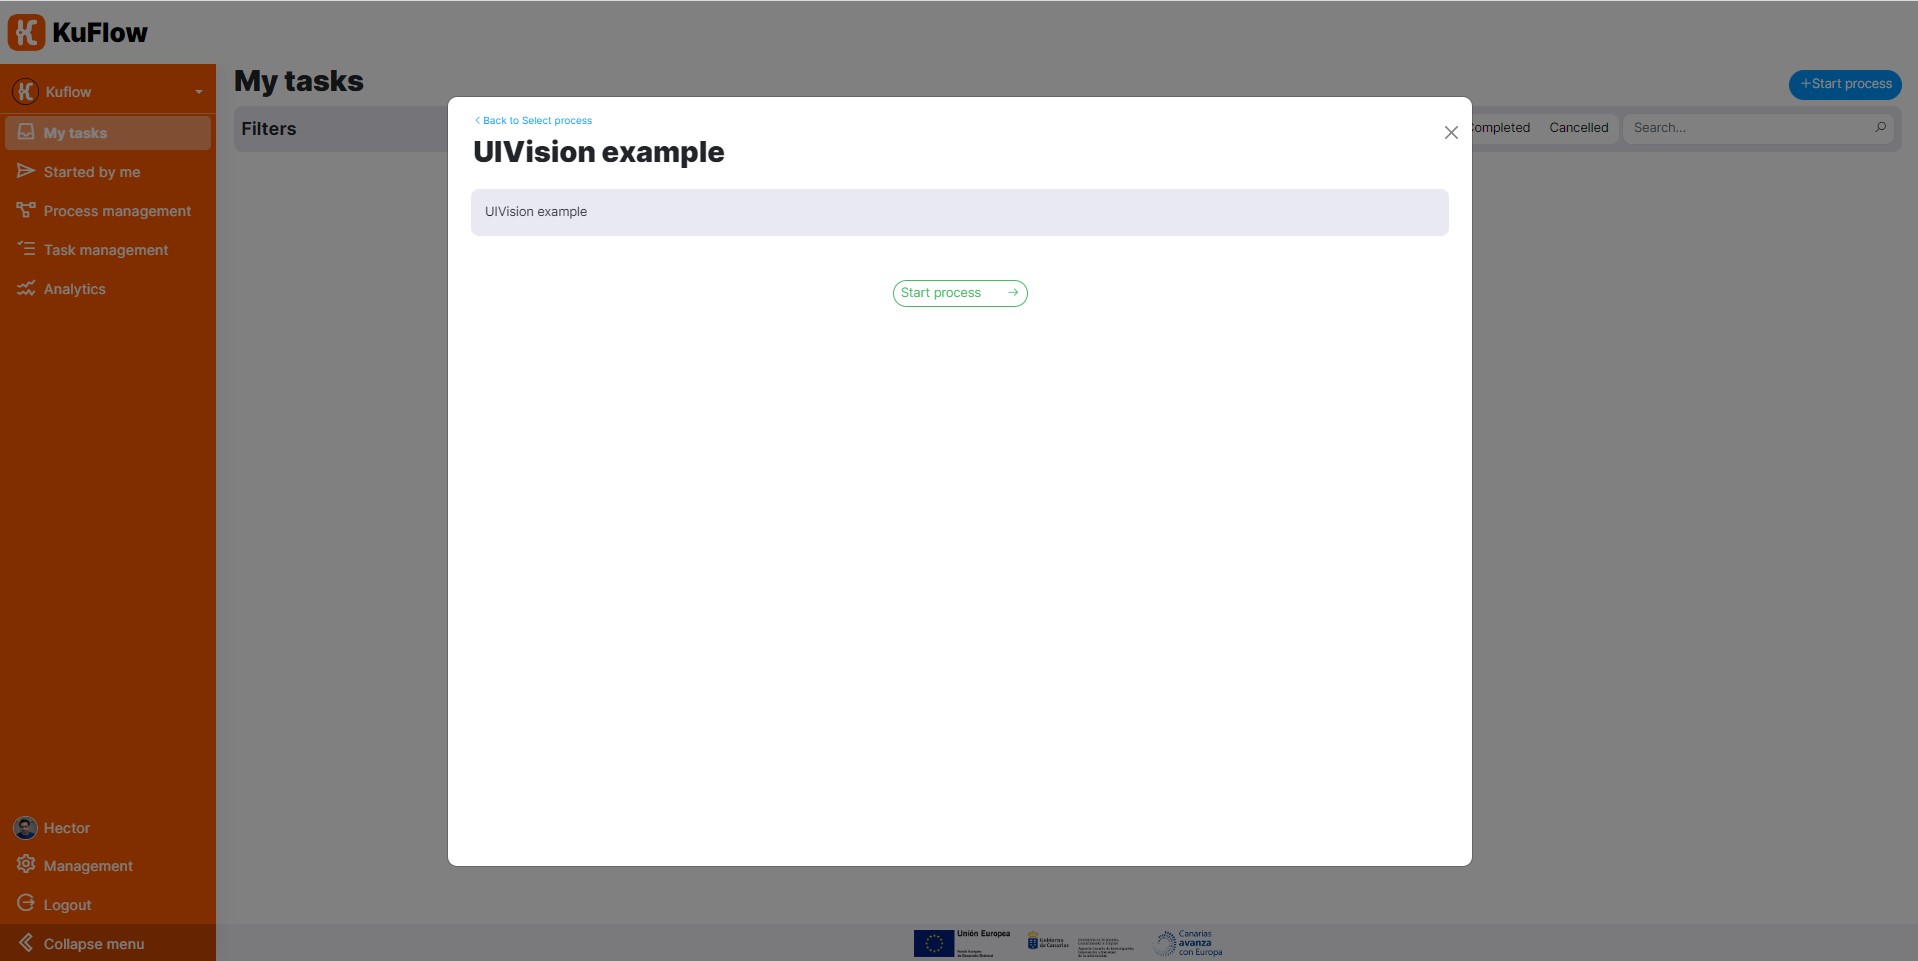 KuFlow
Kuflow
My tasks
Started by me
Process management
Task management
Analytics
Hector
Management
Logout
Collapse menu
My tasks
+Start process
Filters
Completed
Cancelled
Search...
Back to Select process
UIVision example
UIVision example
Start process
Unión Europea
Gobierno
de Canarias
Canarias
avanza
con Europa